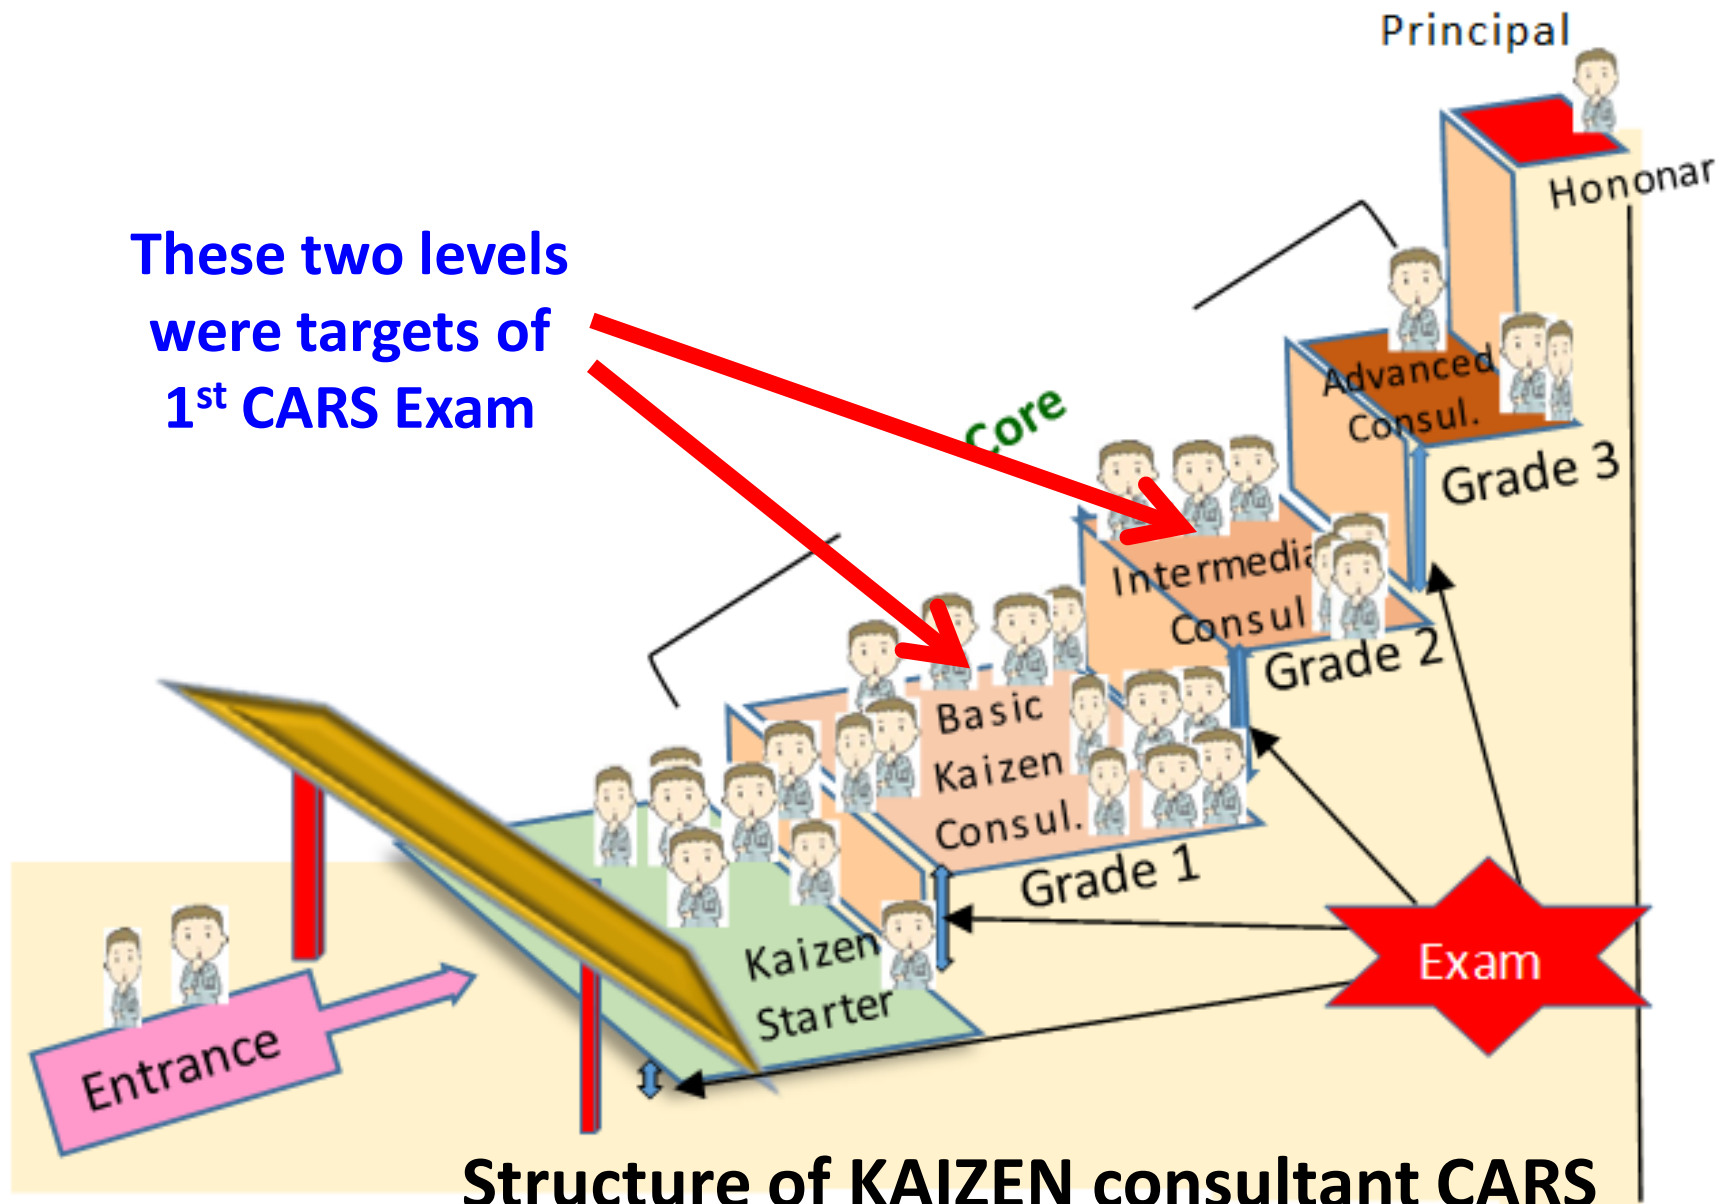 Principal
Hononar
These two levels
were targets of
1st CARS Exam
Core
Advanced
Consul.
Grade 3
Intermedia
Consul
Grade 2
Basic
Kaizen
Consul.
Grade 1
Exam
Kaizen
Starter
Entrance
Structure of KAIZEN consultant CARS